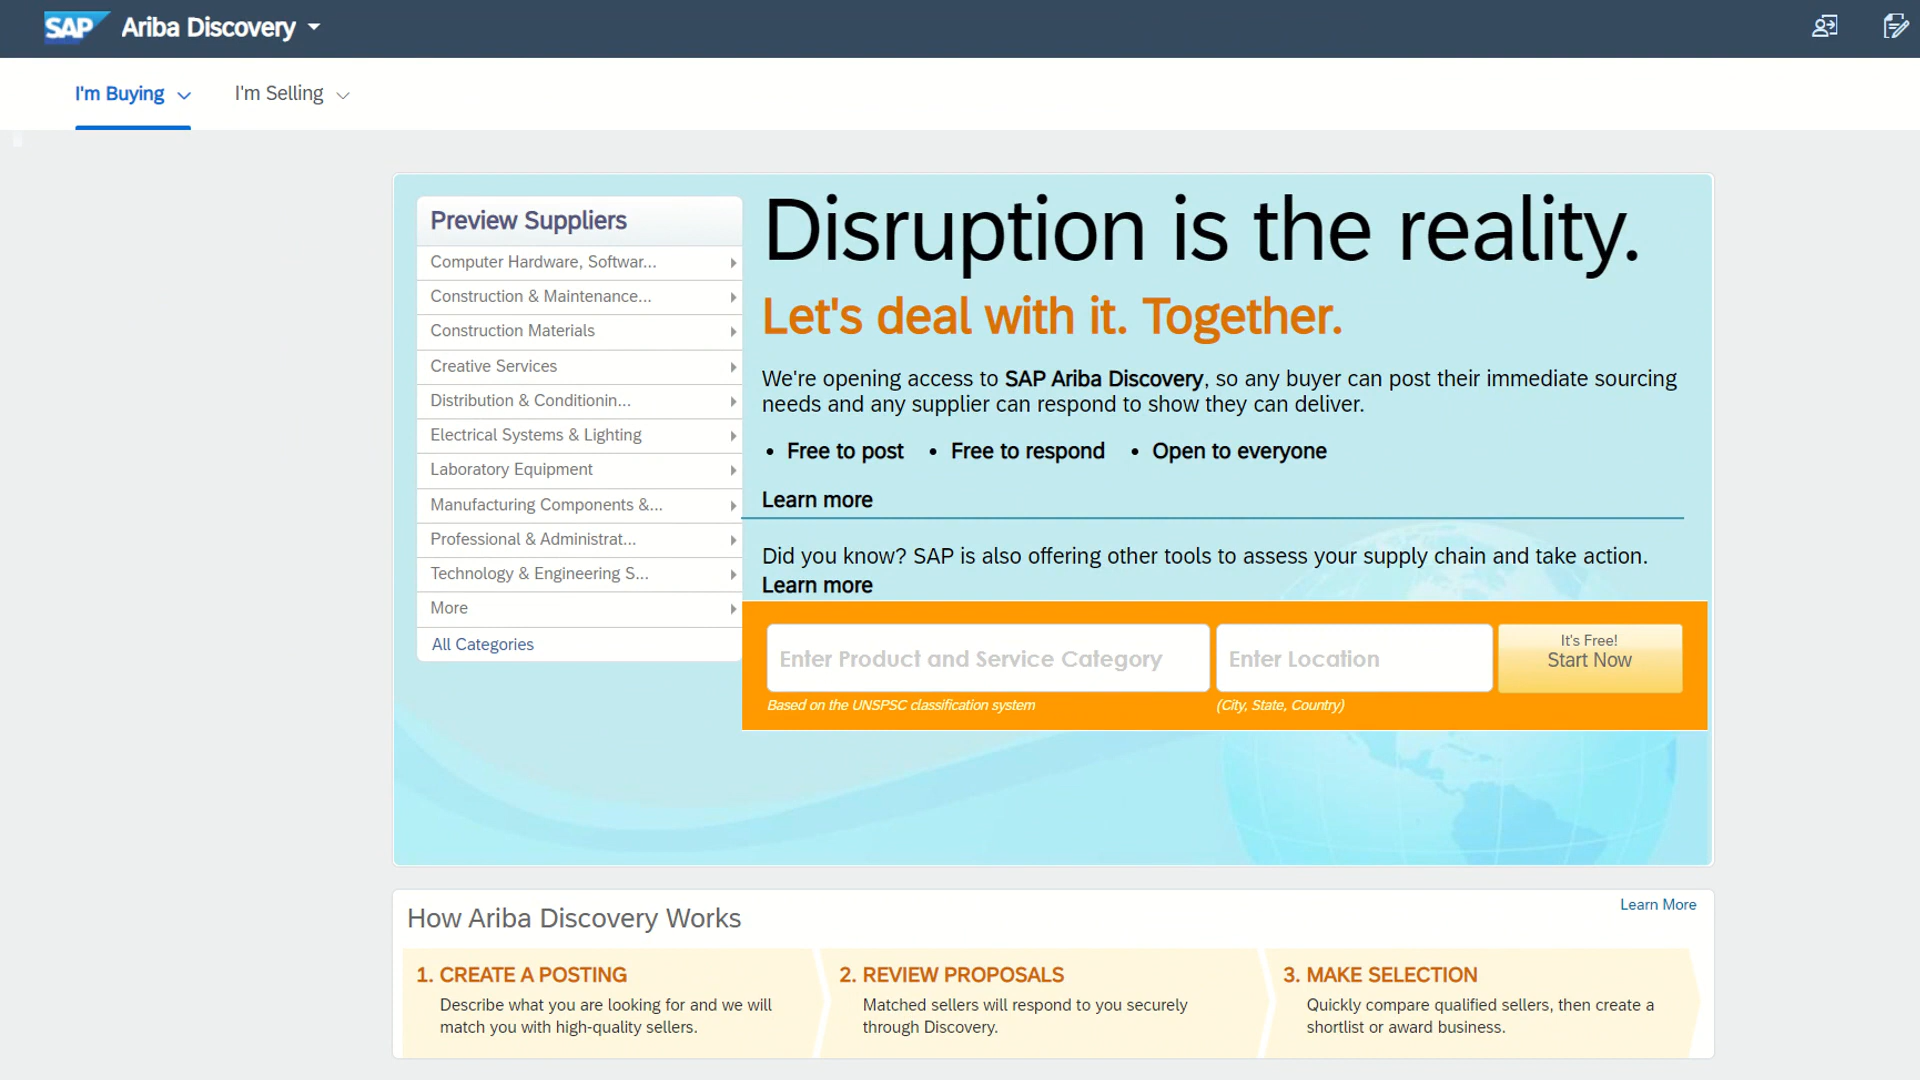 SAP Ariba Discovery
I'm Buying I'm Selling
Preview Suppliers
Computer Hardware, Softwar...
Construction & Maintenance...
Construction Materials
Creative Services
Distribution & Conditionin...
Electrical Systems & Lighting
Laboratory Equipment
Manufacturing Components &...
Professional & Administrat...
Technology & Engineering S...
More
All Categories
Disruption is the reality.
Let's deal with it. Together.
We're opening access to SAP Ariba Discovery, so any buyer can post their immediate sourcing
needs and any supplier can respond to show they can deliver.
• Free to post • Free to respond • Open to everyone
Learn more
Did you know? SAP is also offering other tools to assess your supply chain and take action.
Learn more
Enter Product and Service Category
Based on the UNSPSC classification system
Enter Location
(City, State, Country)
It's Free!
Start Now
How Ariba Discovery Works
Learn More
1. CREATE A POSTING
Describe what you are looking for and we will
match you with high-quality sellers.
2. REVIEW PROPOSALS
Matched sellers will respond to you securely
through Discovery.
3. MAKE SELECTION
Quickly compare qualified sellers, then create a
shortlist or award business.